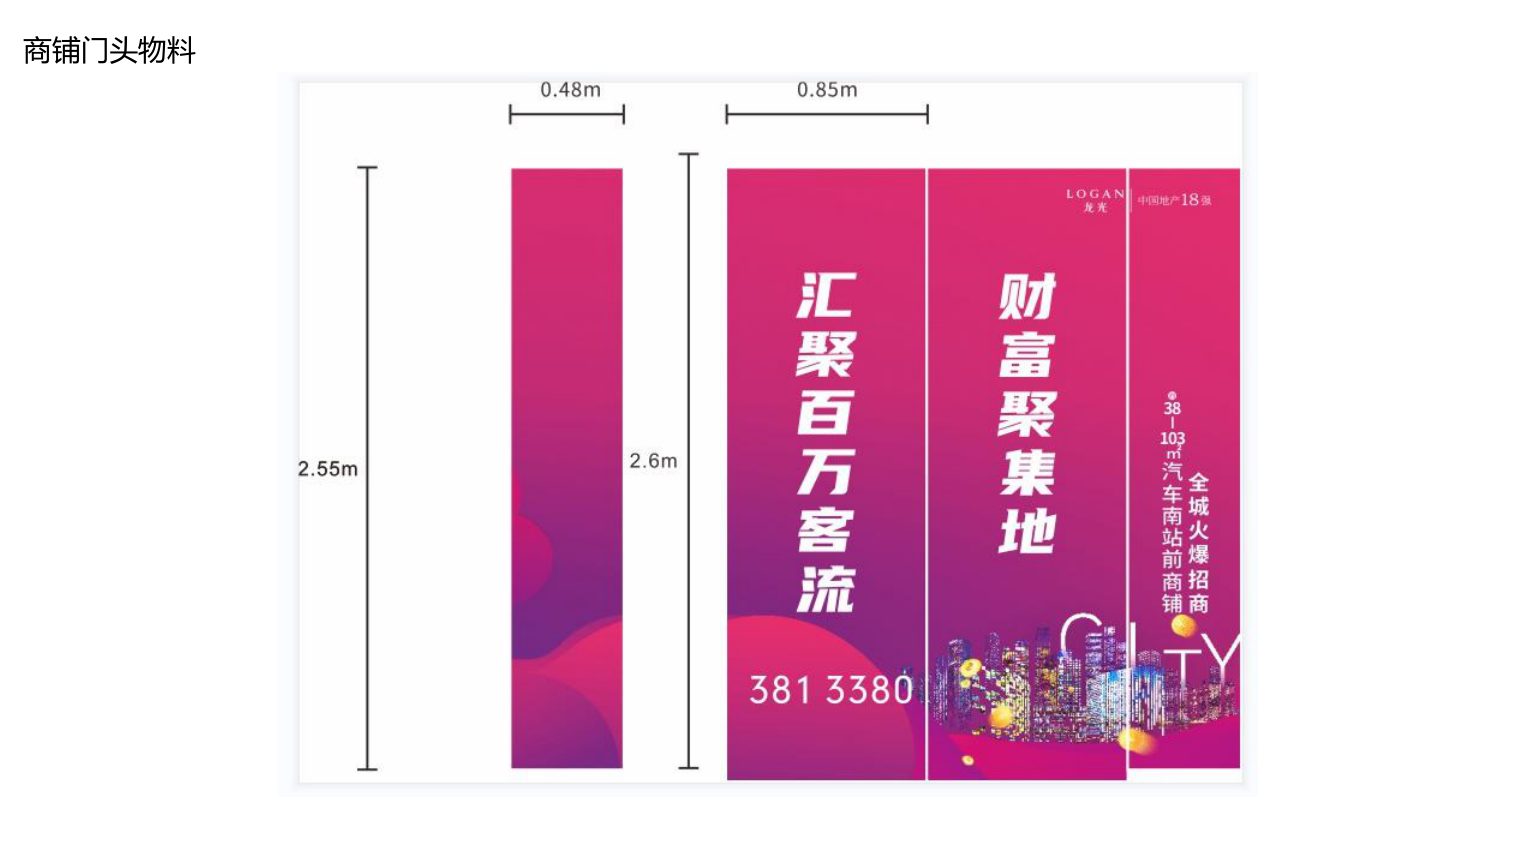 商铺门头物料
0.48m
0.85m
2.55m
2.6m
LOGAN
龙光
中国地产18强
汇聚百万客流
财富聚集地
38-103㎡汽车南站前商铺
全城火爆招商
CITY
381 3380